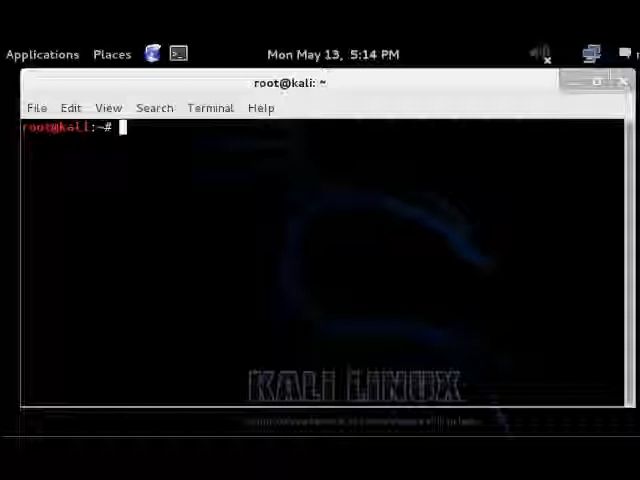 Applications Places Mon May 13, 5:14 PM
root@kali: ~
File Edit View Search Terminal Help
root@kali:~#
KALI LINUX